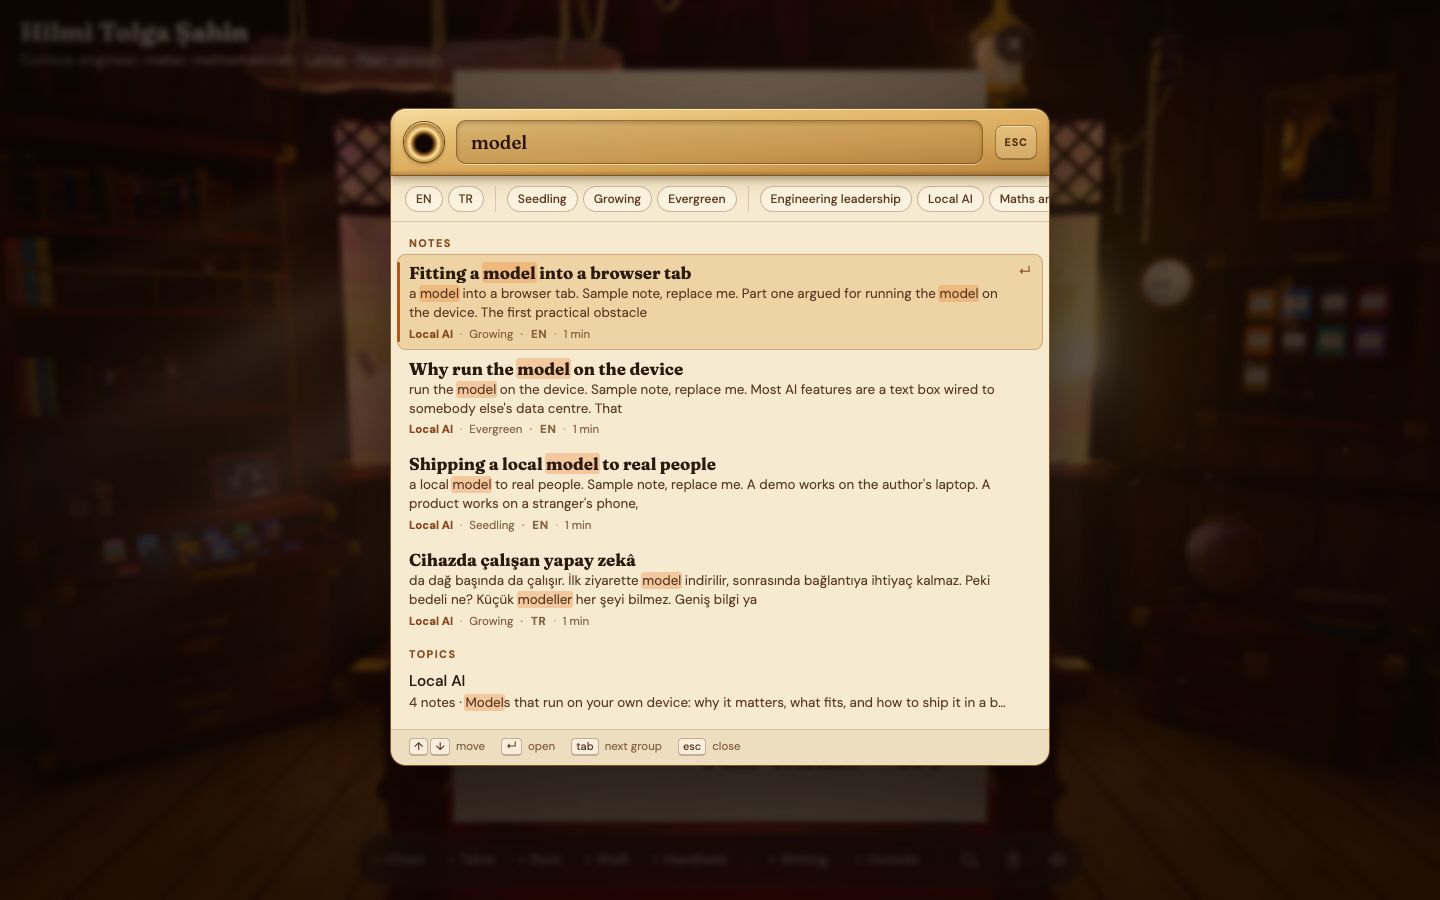 Hilmi Tolga Şahin
Curious, engineer, maker, mathematician
model
ESC
EN TR Seedling Growing Evergreen Engineering leadership Local AI Maths ar
NOTES
Fitting a model into a browser tab
a model into a browser tab. Sample note, replace me. Part one argued for running the model on
the device. The first practical obstacle
Local AI · Growing · EN · 1 min
Why run the model on the device
run the model on the device. Sample note, replace me. Most AI features are a text box wired to
somebody else's data centre. That
Local AI · Evergreen · EN · 1 min
Shipping a local model to real people
a local model to real people. Sample note, replace me. A demo works on the author's laptop. A
product works on a stranger's phone,
Local AI · Seedling · EN · 1 min
Cihazda çalışan yapay zekâ
da dağ başında da çalışır. İlk ziyarette model indirilir, sonrasında bağlantıya ihtiyaç kalmaz. Peki
bedeli ne? Küçük modeller her şeyi bilmez. Geniş bilgi ya
Local AI · Growing · TR · 1 min
TOPICS
Local AI
4 notes · Models that run on your own device: why it matters, what fits, and how to ship it in a b…
↑ ↓ move ↵ open tab next group esc close